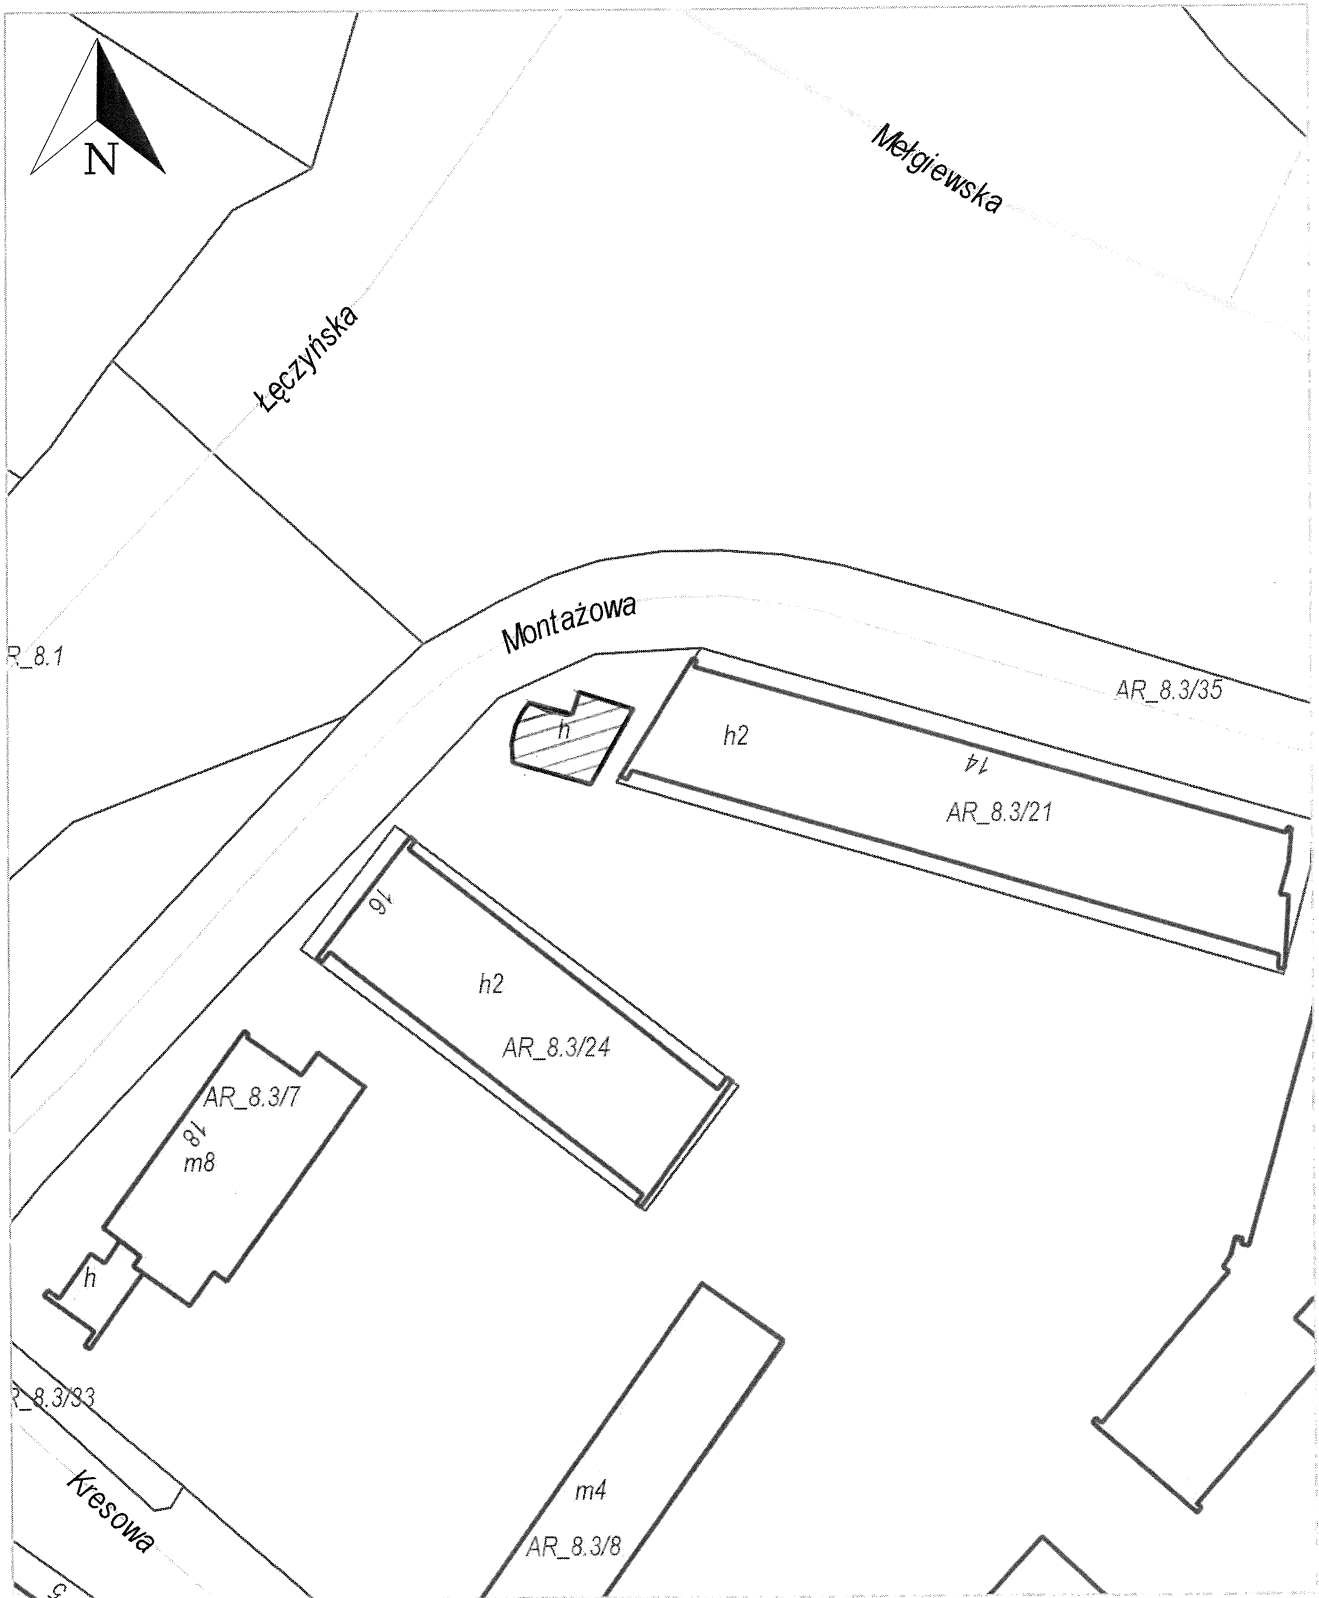 N
Mełgiewska
Łęczyńska
Montażowa
R_8.1
AR_8.3/35
h
h2
14
AR_8.3/21
16
h2
AR_8.3/24
AR_8.3/7
18
m8
h
R_8.3/33
Kresowa
m4
AR_8.3/8
5